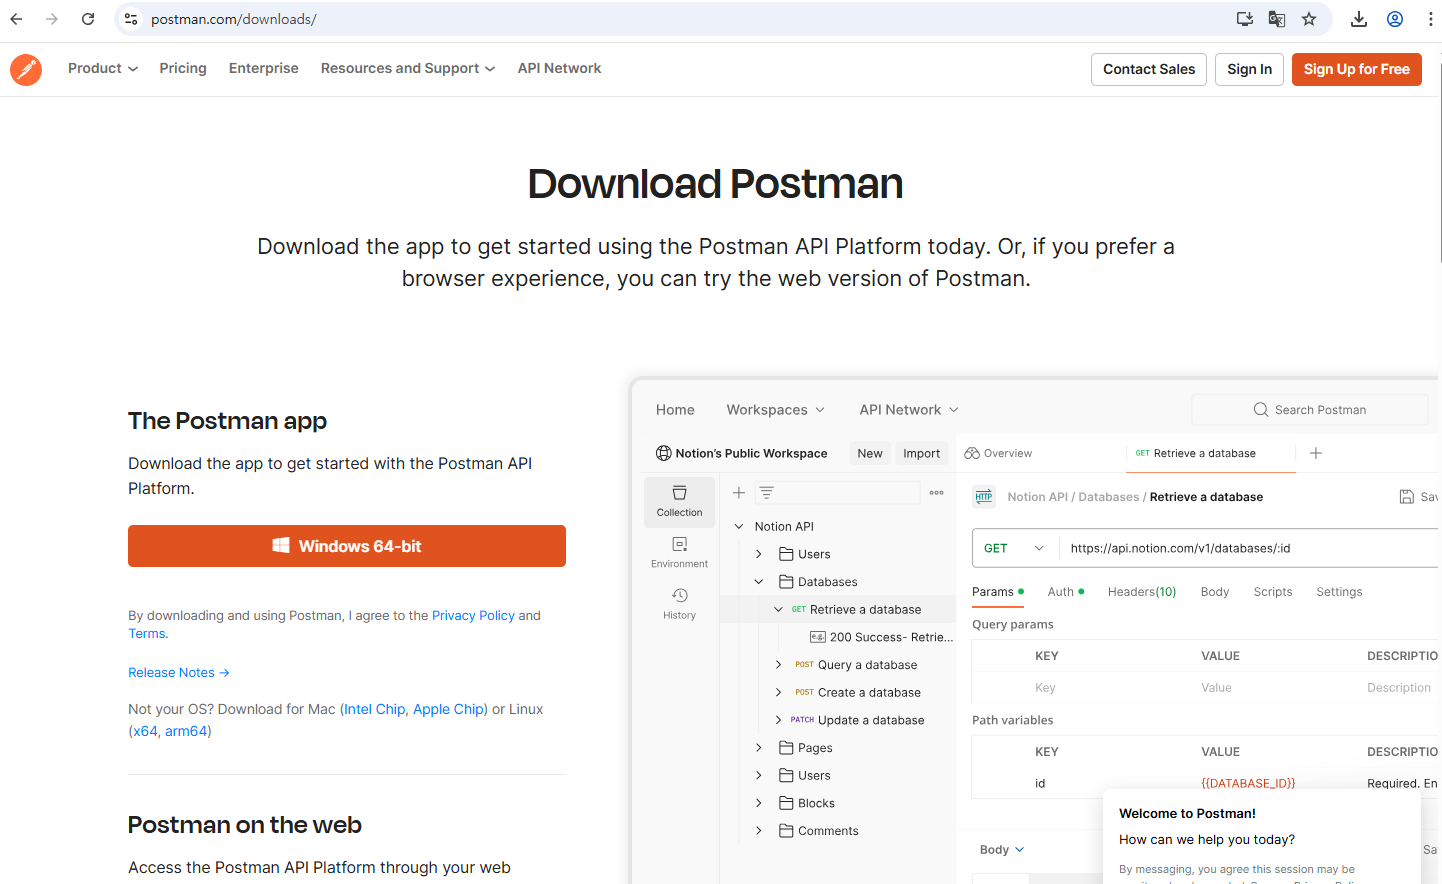 postman.com/downloads/
Product
Pricing
Enterprise
Resources and Support
API Network
Contact Sales
Sign In
Sign Up for Free
Download Postman
Download the app to get started using the Postman API Platform today. Or, if you prefer a
browser experience, you can try the web version of Postman.
The Postman app
Download the app to get started with the Postman API
Platform.
Windows 64-bit
By downloading and using Postman, I agree to the Privacy Policy and
Terms.
Release Notes →
Not your OS? Download for Mac (Intel Chip, Apple Chip) or Linux
(x64, arm64)
Postman on the web
Access the Postman API Platform through your web
Home
Workspaces
API Network
Search Postman
Notion's Public Workspace
New
Import
Overview
GET Retrieve a database
Collection
Environment
History
Notion API
Users
Databases
GET Retrieve a database
e.g. 200 Success- Retrie...
POST Query a database
POST Create a database
PATCH Update a database
Pages
Users
Blocks
Comments
HTTP
Notion API / Databases / Retrieve a database
Sav
GET
https://api.notion.com/v1/databases/:id
Params
Auth
Headers(10)
Body
Scripts
Settings
Query params
KEY VALUE DESCRIPTIO
Key Value Description
Path variables
KEY VALUE DESCRIPTIO
id {{DATABASE_ID}} Required. En
Body
Sa
Welcome to Postman!
How can we help you today?
By messaging, you agree this session may be